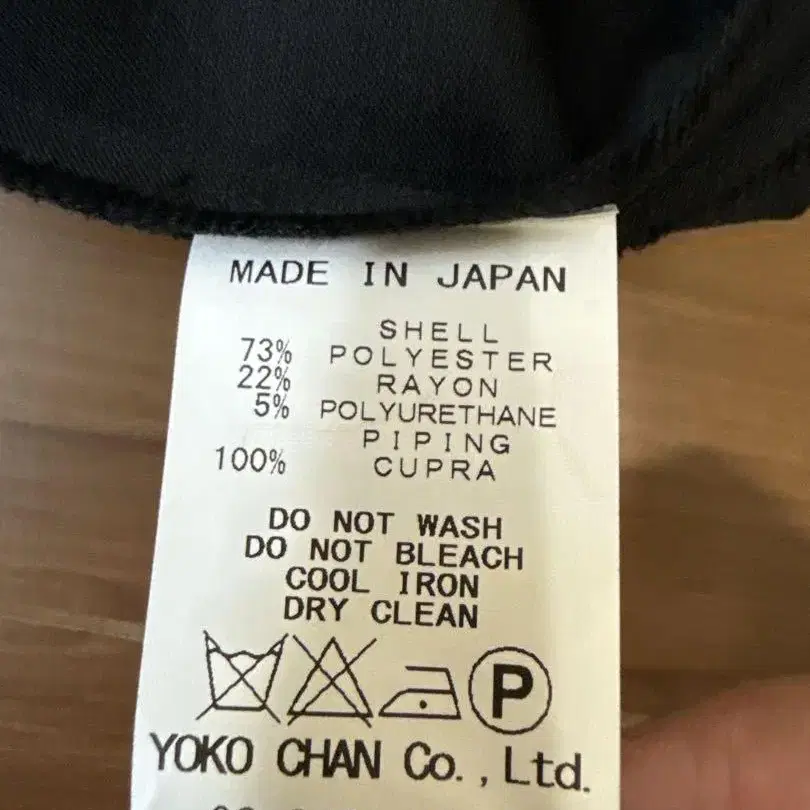 MADE IN JAPAN
SHELL
73% POLYESTER
22% RAYON
5% POLYURETHANE
PIPING
100% CUPRA
DO NOT WASH
DO NOT BLEACH
COOL IRON
DRY CLEAN
P
YOKO CHAN Co.,Ltd.